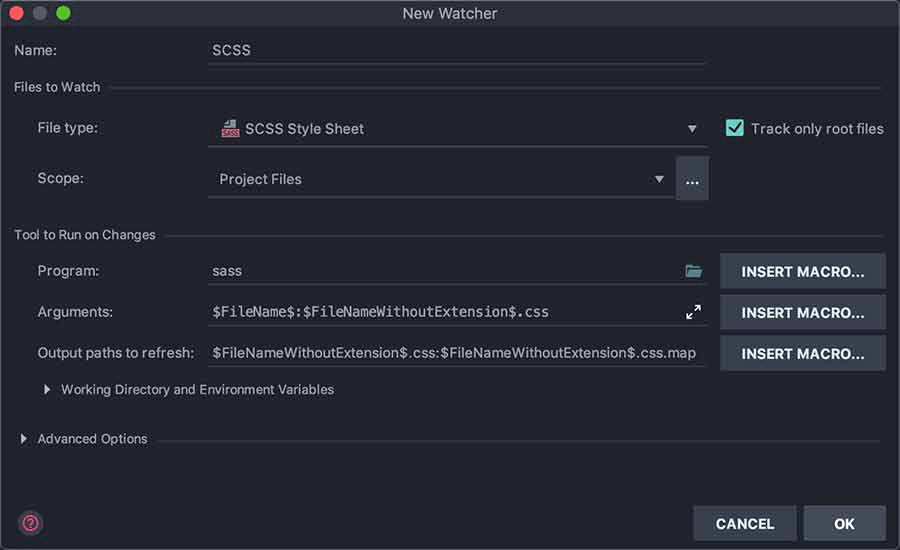 New Watcher
Name: SCSS
Files to Watch
File type: SASS SCSS Style Sheet Track only root files
Scope: Project Files ...
Tool to Run on Changes
Program: sass INSERT MACRO...
Arguments: $FileName$:$FileNameWithoutExtension$.css INSERT MACRO...
Output paths to refresh: $FileNameWithoutExtension$.css:$FileNameWithoutExtension$.css.map INSERT MACRO...
Working Directory and Environment Variables
Advanced Options
? CANCEL OK